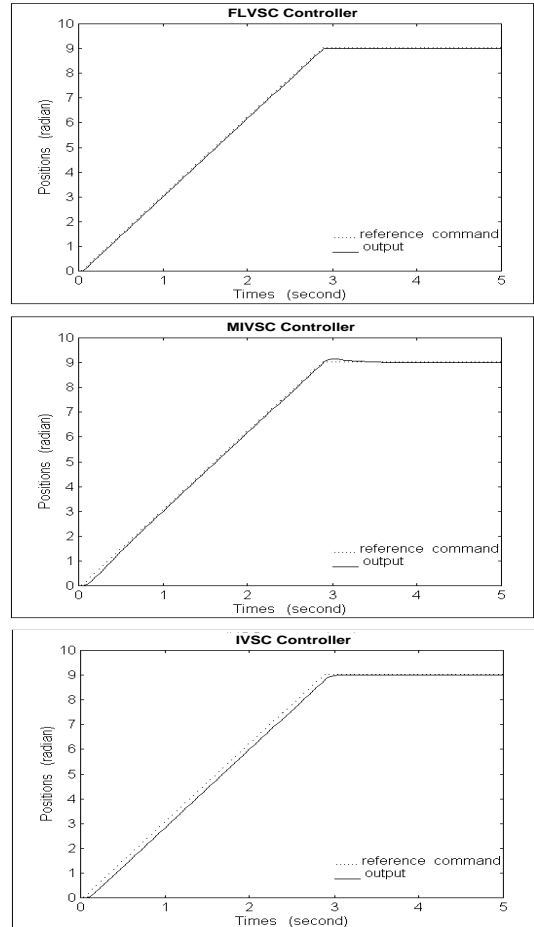 FLVSC Controller
10
9
8
7
6
5
4
3
2
1
0
Positions (radian)
...... reference command
____ output
0 1 2 3 4 5
Times (second)
MIVSC Controller
10
9
8
7
6
5
4
3
2
1
0
Positions (radian)
...... reference command
____ output
0 1 2 3 4 5
Times (second)
IVSC Controller
10
9
8
7
6
5
4
3
2
1
0
Positions (radian)
...... reference command
____ output
0 1 2 3 4 5
Times (second)